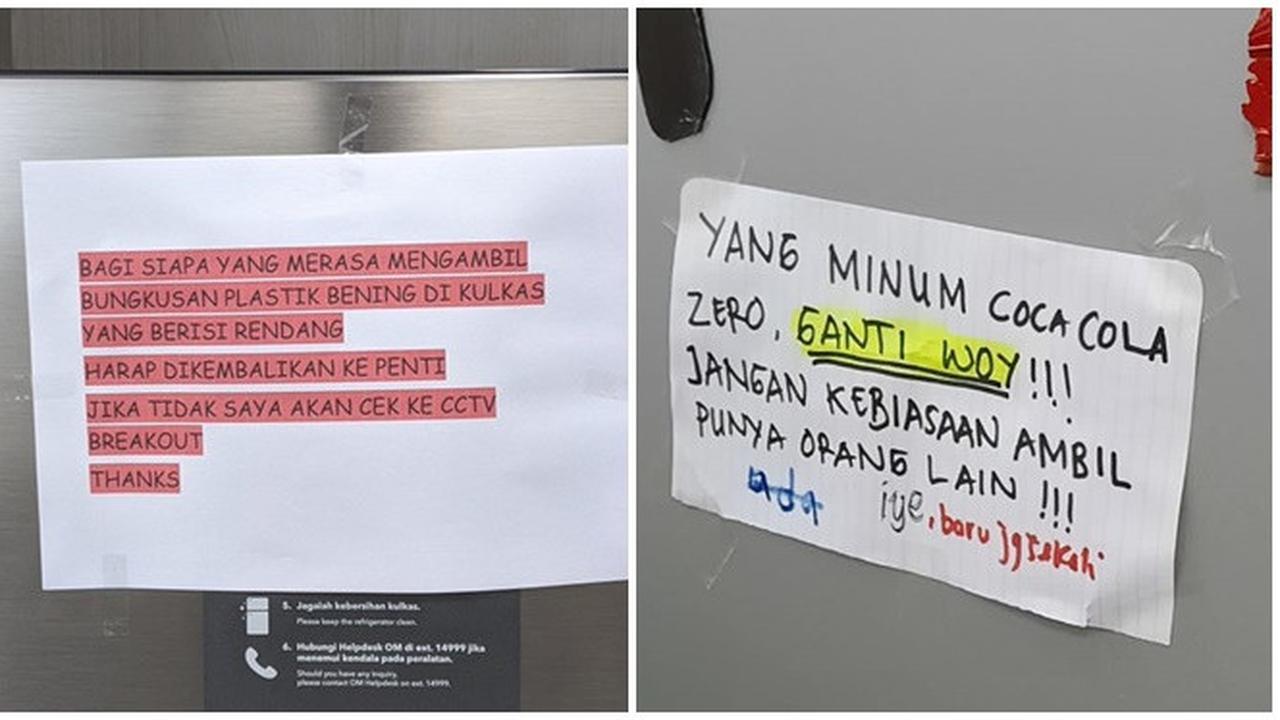 BAGI SIAPA YANG MERASA MENGAMBIL
BUNGKUSAN PLASTIK BENING DI KULKAS
YANG BERISI RENDANG
HARAP DIKEMBALIKAN KE PENTI
JIKA TIDAK SAYA AKAN CEK KE CCTV
BREAKOUT
THANKS
5. Jagalah kebersihan kulkas.
Please keep the refrigerator clean.
6. Hubungi Helpdesk OM di ext. 14999 jika
menemui kendala pada peralatan.
Should you have any inquiry,
please contact OM Helpdesk on ext. 14999.
YANG MINUM COCA COLA
ZERO, GANTI WOY!!!
JANGAN KEBIASAAN AMBIL
PUNYA ORANG LAIN !!!
iye, baru jg sekali